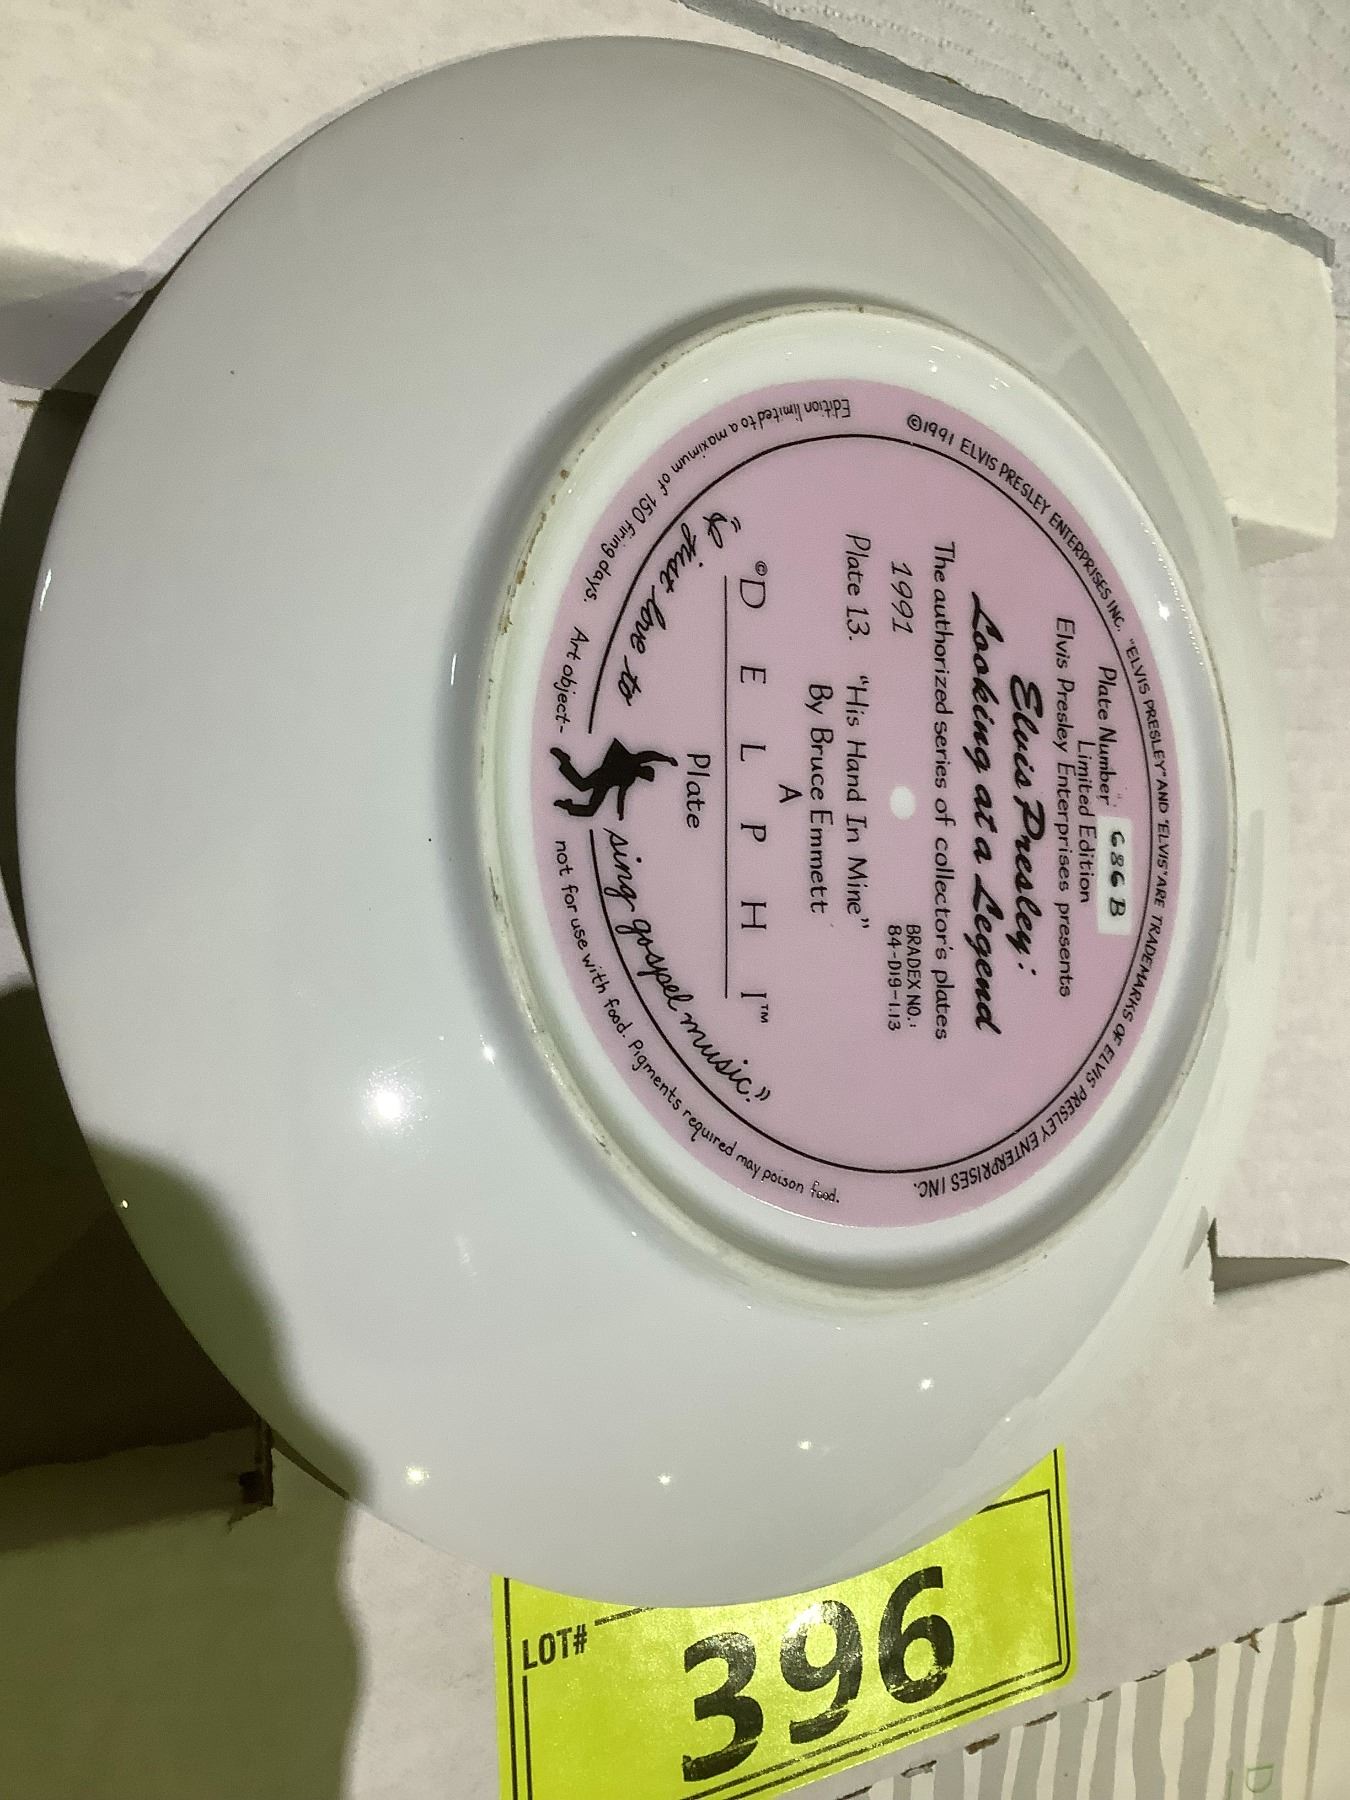 ©1991 ELVIS PRESLEY ENTERPRISES INC. "ELVIS PRESLEY" AND "ELVIS" ARE TRADEMARKS OF ELVIS PRESLEY ENTERPRISES INC.
Plate Number 686B
Limited Edition
Elvis Presley Enterprises presents
Elvis Presley:
Looking at a Legend
The authorized series of collector's plates
1991
BRADEX NO.:
84-D19-1.13
Plate 13. "His Hand In Mine"
By Bruce Emmett
A
©DELPHI™
Plate
"I just love to sing gospel music."
Edition limited to a maximum of 150 firing days. Art object- not for use with food. Pigments required may poison food.
LOT#
396